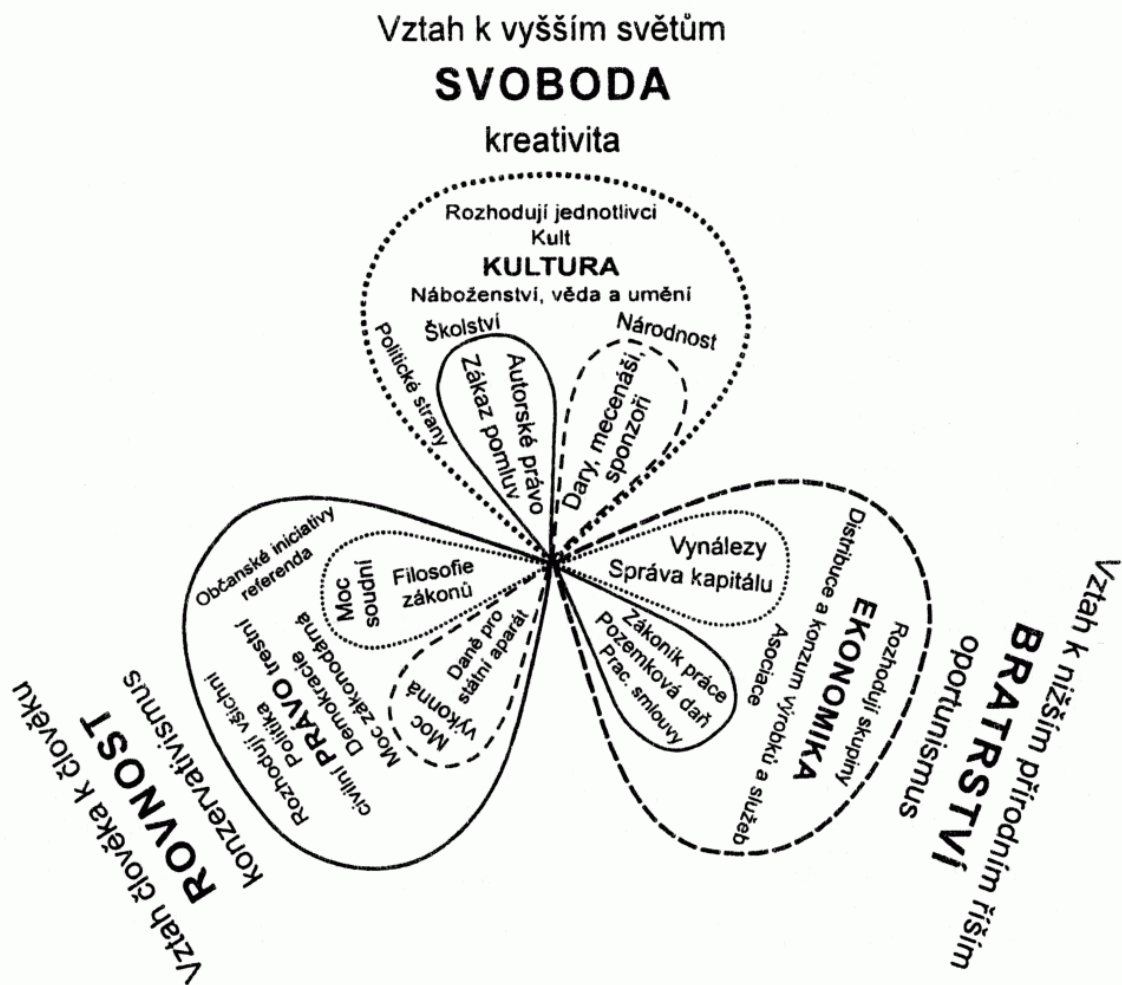 Vztah k vyšším světům
SVOBODA
kreativita
Rozhodují jednotlivci
Kult
KULTURA
Náboženství, věda a umění
Školství
Národnost
Politické strany
Autorské právo
Zákaz pomluv
Dary, mecenáši,
sponzoři
Občanské iniciativy
referenda
Moc
soudní
Filosofie
zákonů
Daně pro
státní aparát
Moc
výkonná
Moc zákonodárná
Demokracie
civilní PRÁVO trestní
Politika
Rozhodují všichni
konzervativismus
ROVNOST
Vztah člověka k člověku
Vynálezy
Správa kapitálu
Zákoník práce
Pozemková daň
Prac. smlouvy
Asociace
Distribuce a konzum výrobků a služeb
EKONOMIKA
Rozhodují skupiny
oportunismus
BRATRSTVÍ
Vztah k nižším přírodním říším